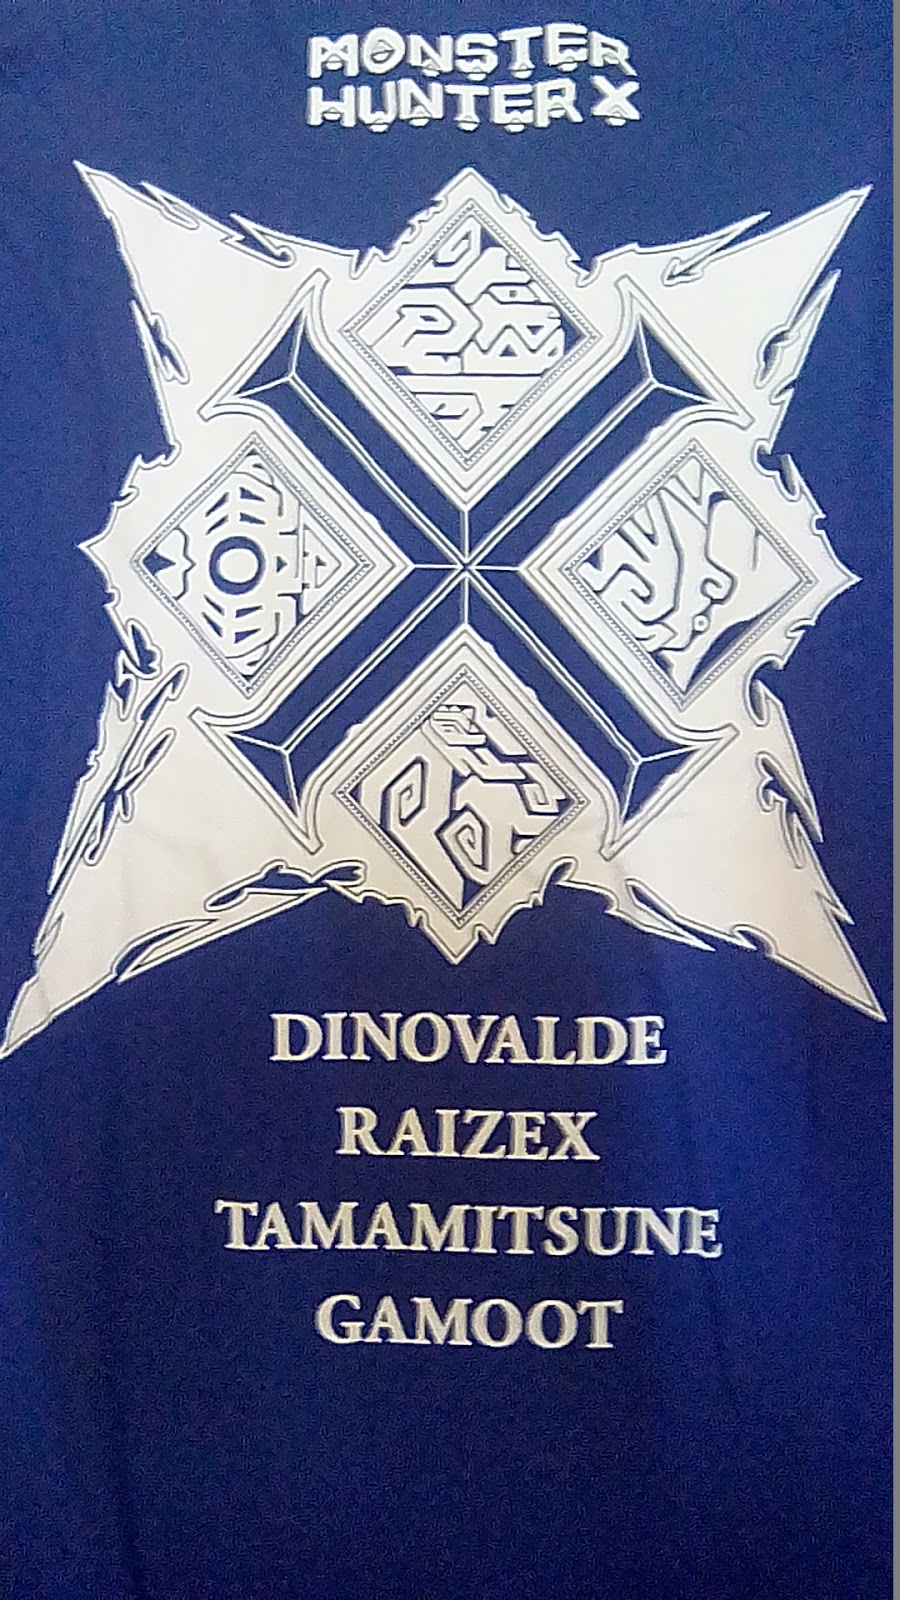 MONSTER
HUNTER X
DINOVALDE
RAIZEX
TAMAMITSUNE
GAMOOT